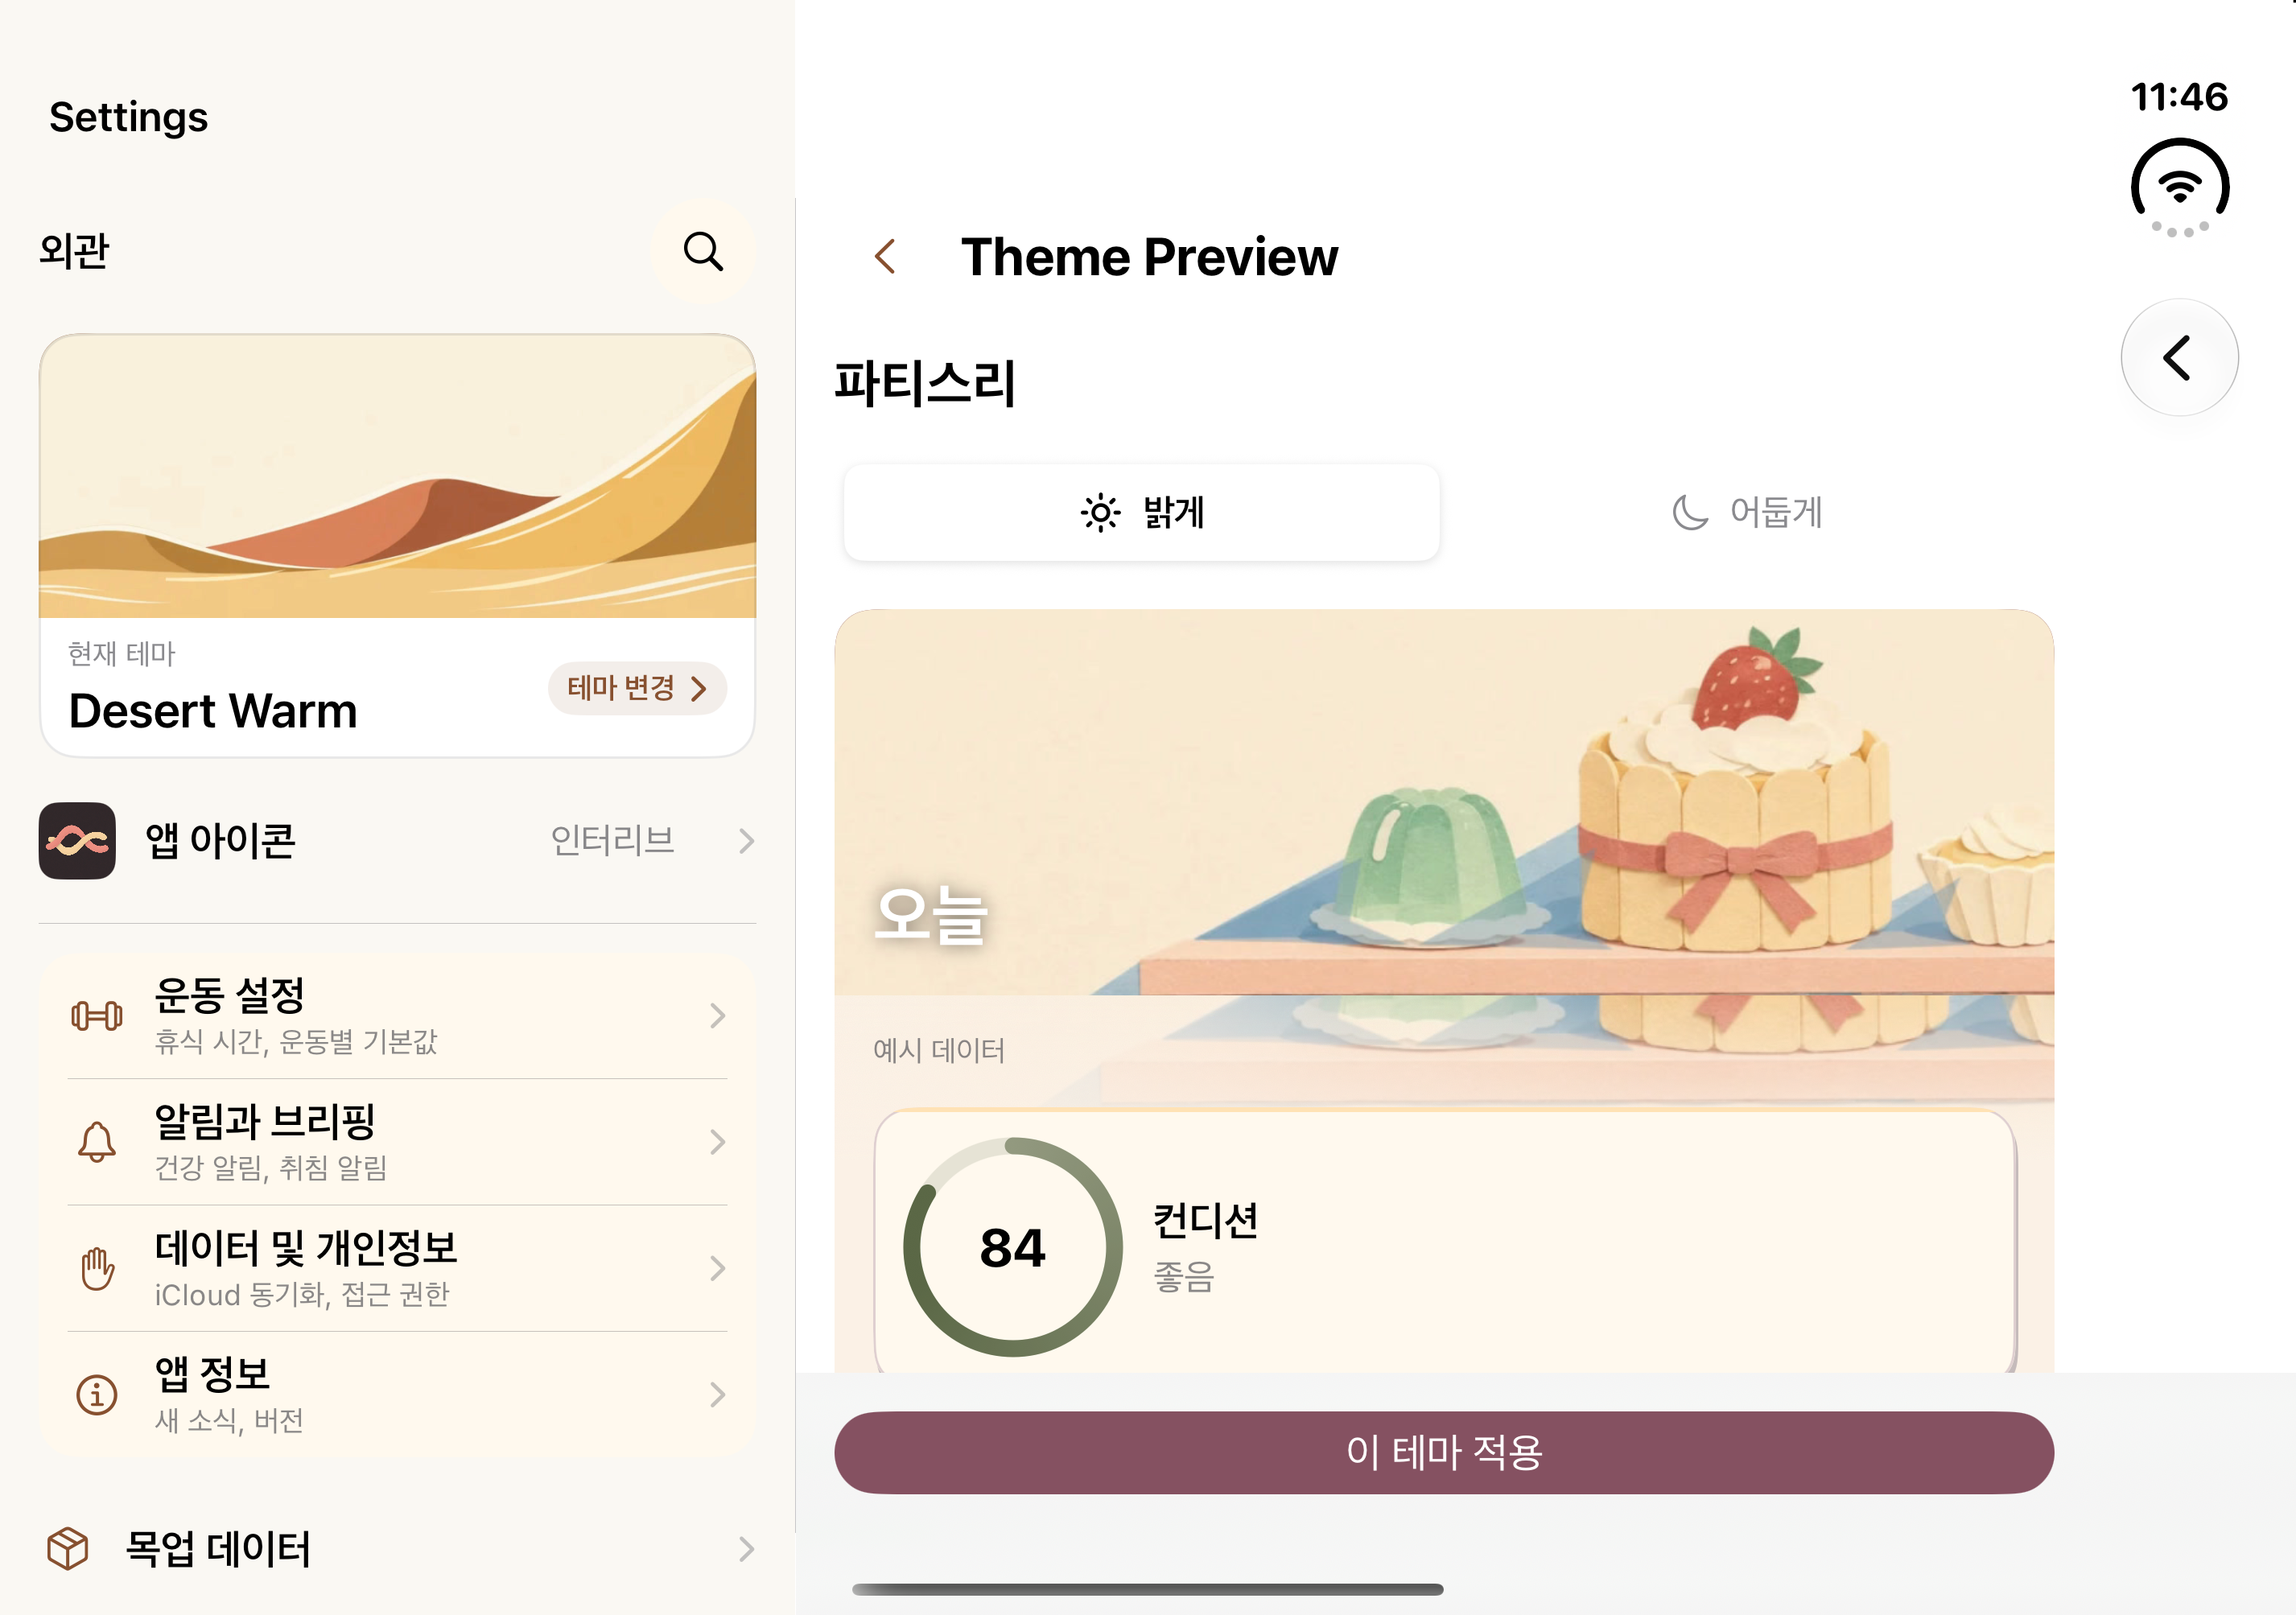 Settings
외관
현재 테마
Desert Warm
테마 변경
앱 아이콘
인터리브
운동 설정
휴식 시간, 운동별 기본값
알림과 브리핑
건강 알림, 취침 알림
데이터 및 개인정보
iCloud 동기화, 접근 권한
앱 정보
새 소식, 버전
목업 데이터
11:46
Theme Preview
파티스리
밝게
어둡게
오늘
예시 데이터
84
컨디션
좋음
이 테마 적용